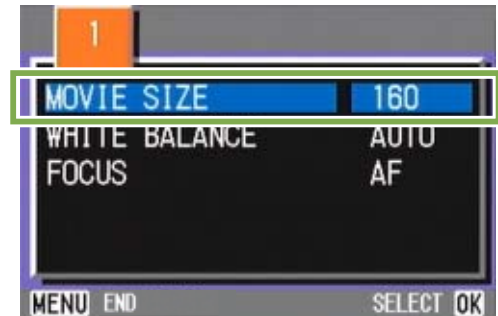 1
MOVIE SIZE 160
WHITE BALANCE AUTO
FOCUS AF
MENU END SELECT OK